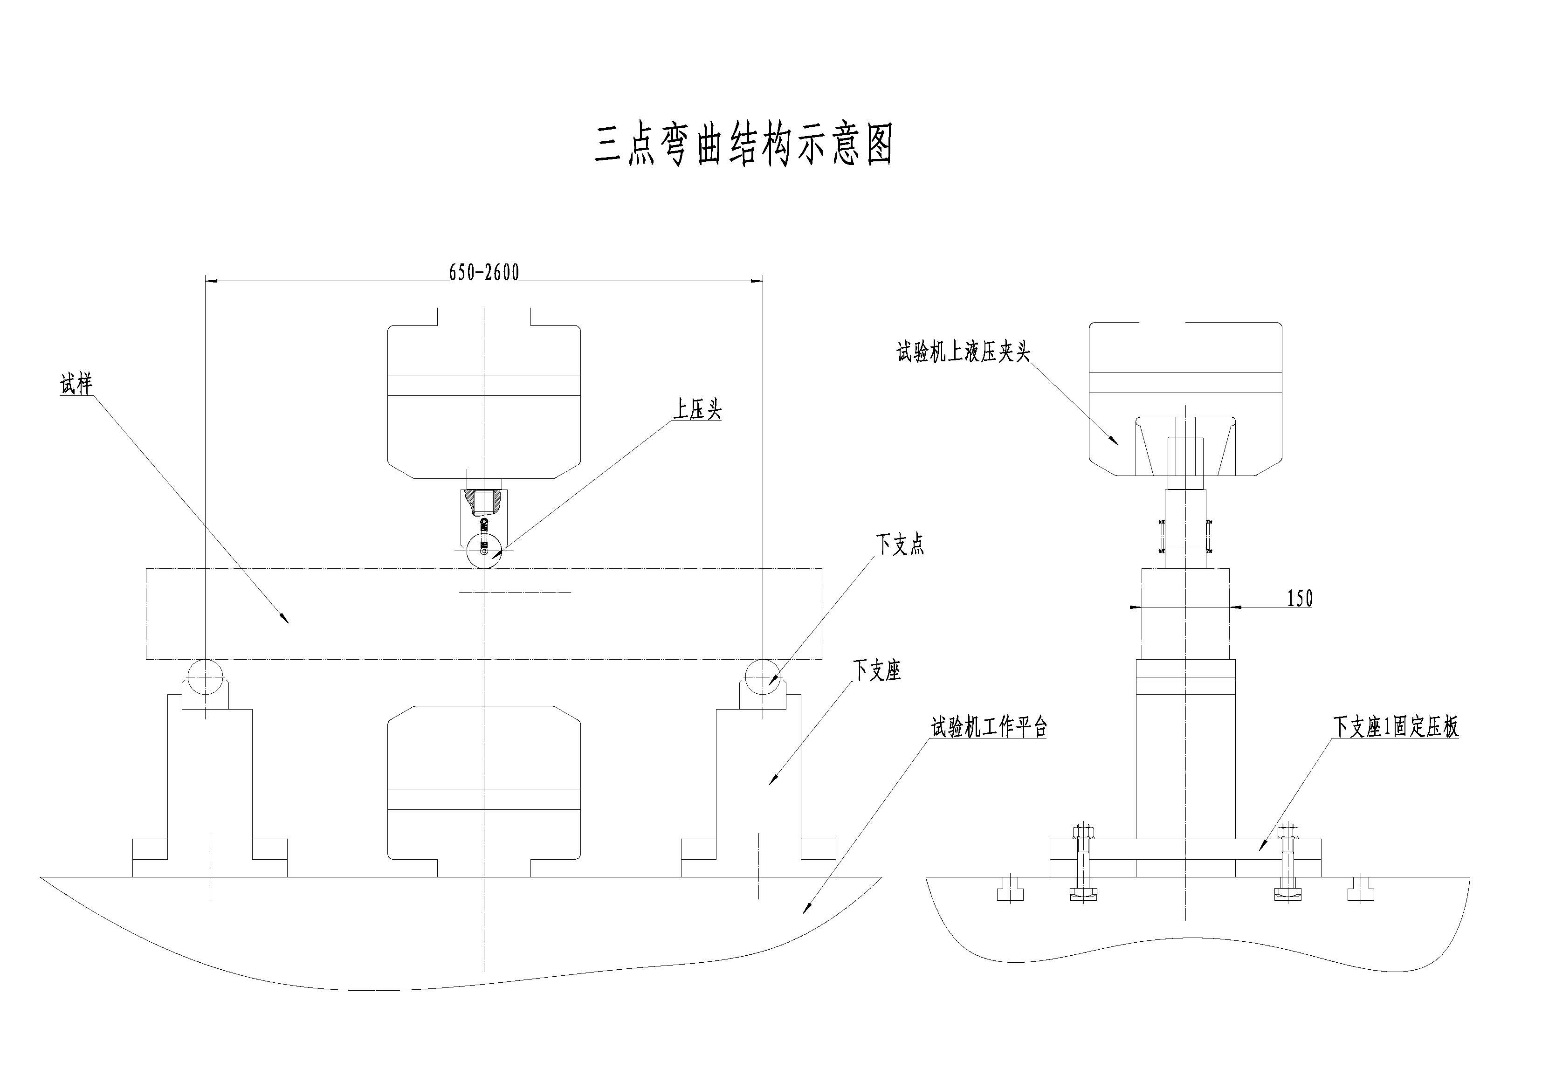 三点弯曲结构示意图
650-2600
试样
上压头
试验机上液压夹头
下支点
150
下支座
试验机工作平台
下支座1固定压板